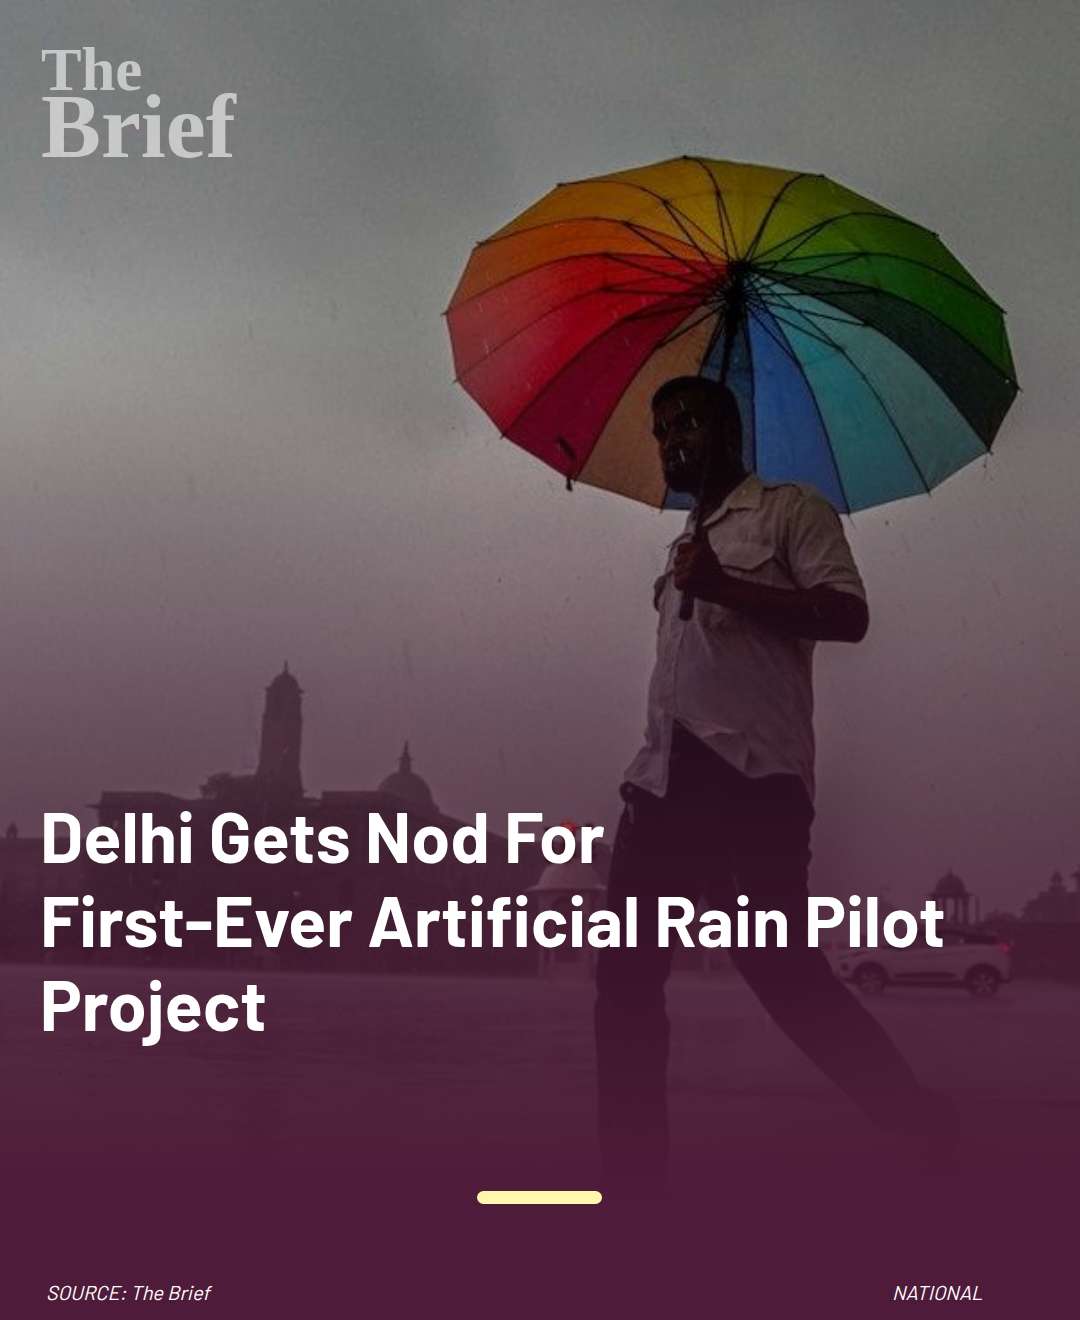 The
Brief
Delhi Gets Nod For
First-Ever Artificial Rain Pilot
Project
SOURCE: The Brief
NATIONAL